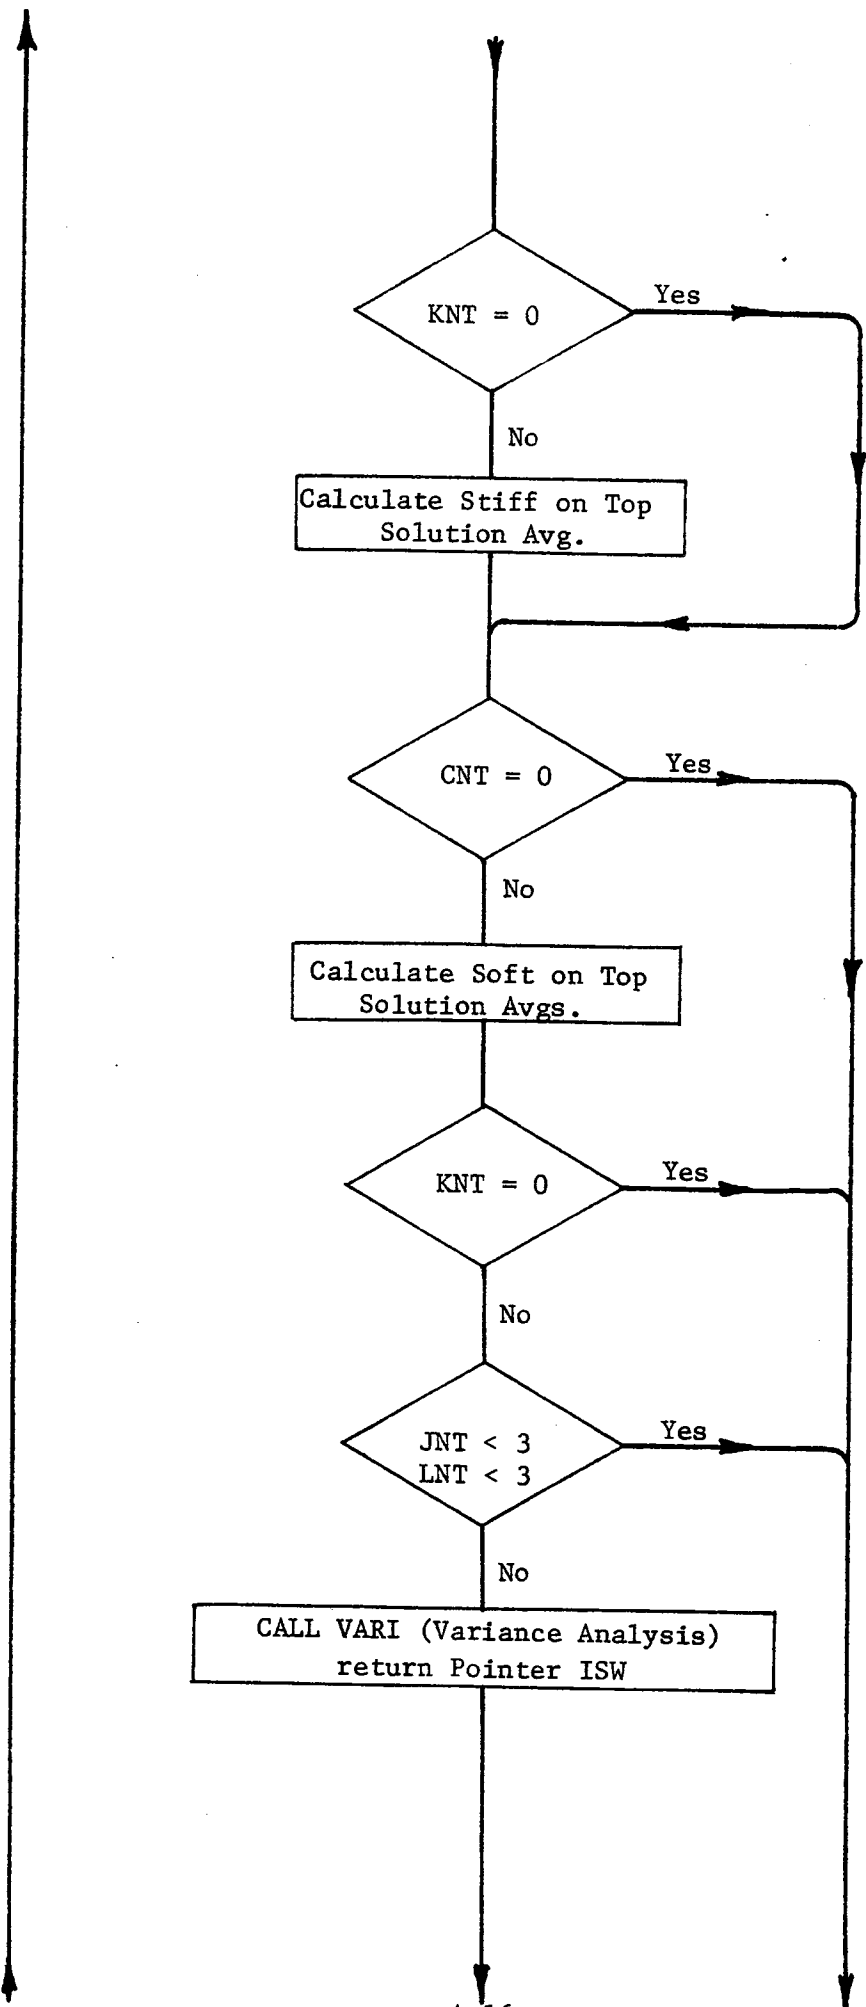 KNT = 0
Yes
No
Calculate Stiff on Top
Solution Avg.
CNT = 0
Yes
No
Calculate Soft on Top
Solution Avgs.
KNT = 0
Yes
No
JNT < 3
LNT < 3
Yes
No
CALL VARI (Variance Analysis)
return Pointer ISW